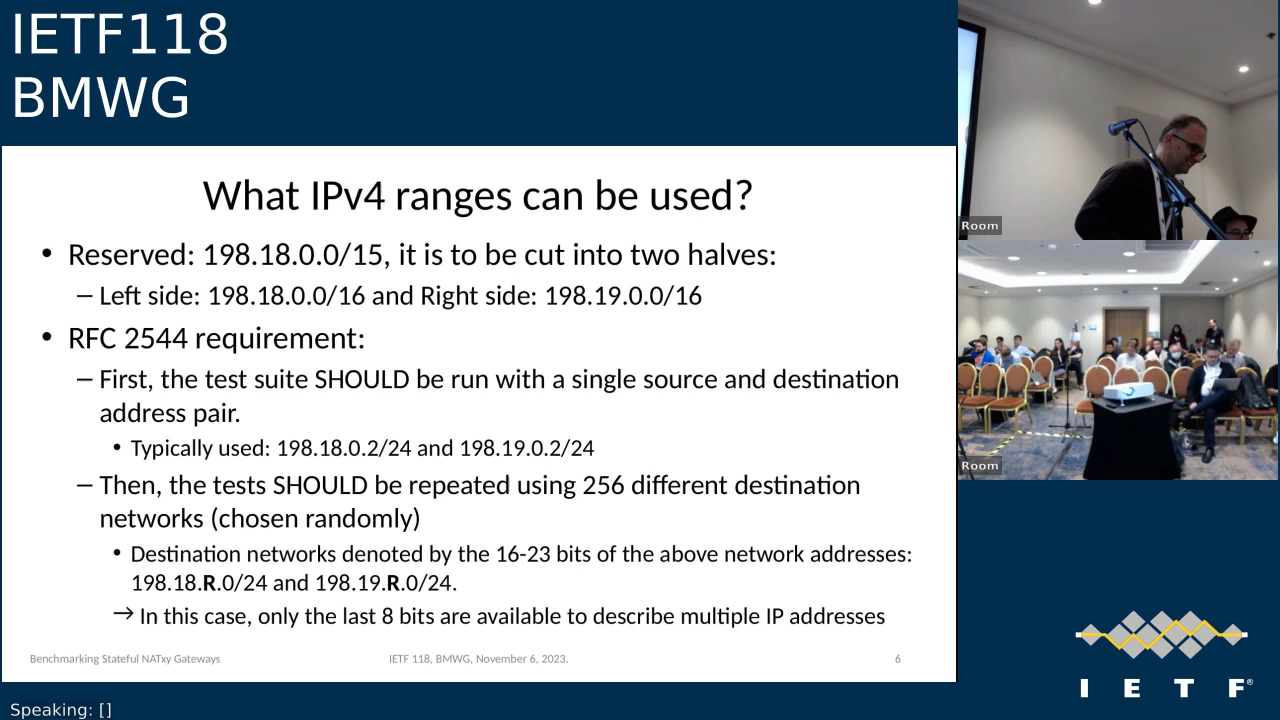 IETF118
BMWG
What IPv4 ranges can be used?
• Reserved: 198.18.0.0/15, it is to be cut into two halves:
– Left side: 198.18.0.0/16 and Right side: 198.19.0.0/16
• RFC 2544 requirement:
– First, the test suite SHOULD be run with a single source and destination
address pair.
• Typically used: 198.18.0.2/24 and 198.19.0.2/24
– Then, the tests SHOULD be repeated using 256 different destination
networks (chosen randomly)
• Destination networks denoted by the 16-23 bits of the above network addresses:
198.18.R.0/24 and 198.19.R.0/24.
→ In this case, only the last 8 bits are available to describe multiple IP addresses
Benchmarking Stateful NATxy Gateways
IETF 118, BMWG, November 6, 2023.
6
Room
Room
I E T F®
Speaking: []